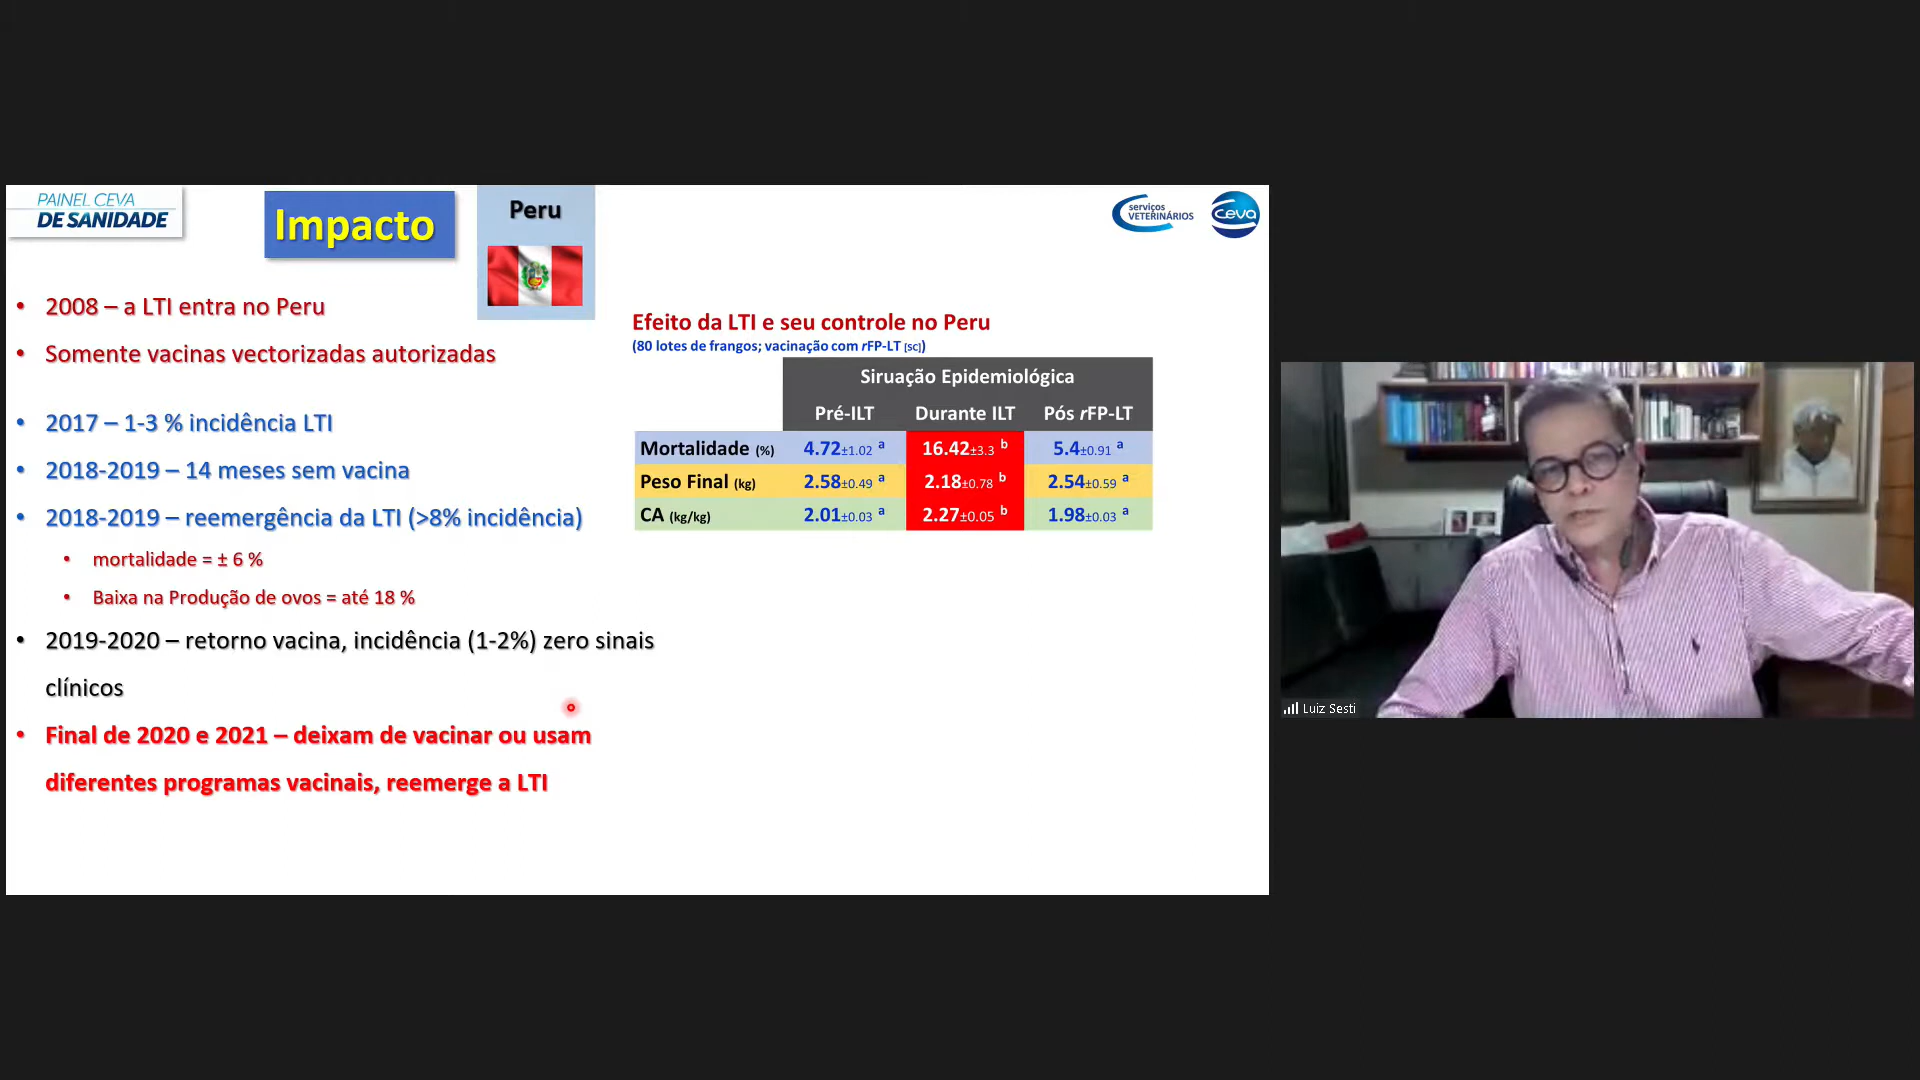 PAINEL CEVA
DE SANIDADE
Impacto
Peru
serviços
VETERINÁRIOS
Ceva
• 2008 – a LTI entra no Peru
• Somente vacinas vectorizadas autorizadas
• 2017 – 1-3 % incidência LTI
• 2018-2019 – 14 meses sem vacina
• 2018-2019 – reemergência da LTI (>8% incidência)
• mortalidade = ± 6 %
• Baixa na Produção de ovos = até 18 %
• 2019-2020 – retorno vacina, incidência (1-2%) zero sinais
clínicos
• Final de 2020 e 2021 – deixam de vacinar ou usam
diferentes programas vacinais, reemerge a LTI
Efeito da LTI e seu controle no Peru
(80 lotes de frangos; vacinação com rFP-LT [SC])
Siruação Epidemiológica
Pré-ILT Durante ILT Pós rFP-LT
Mortalidade (%) 4.72±1.02 a 16.42±3.3 b 5.4±0.91 a
Peso Final (kg) 2.58±0.49 a 2.18±0.78 b 2.54±0.59 a
CA (kg/kg) 2.01±0.03 a 2.27±0.05 b 1.98±0.03 a
Luiz Sesti